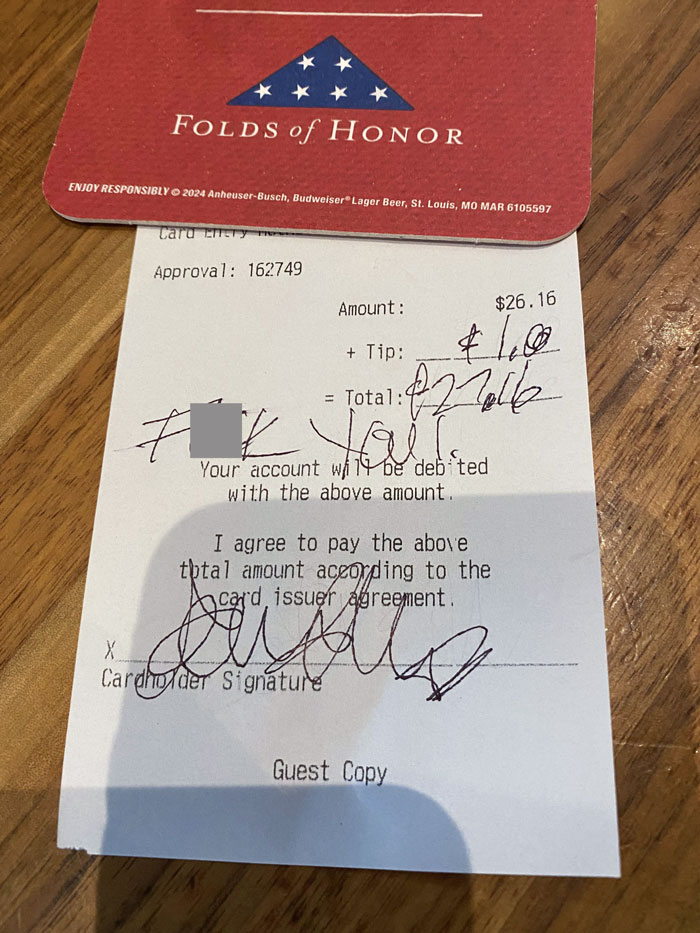 FOLDS of HONOR
ENJOY RESPONSIBLY © 2024 Anheuser-Busch, Budweiser® Lager Beer, St. Louis, MO MAR 6105597
Card Entry
Approval: 162749
Amount: $26.16
+ Tip: $1.00
= Total: $27.16
F K You!
Your account will be debited
with the above amount.
I agree to pay the above
total amount according to the
card issuer agreement.
X
Cardholder Signature
Guest Copy